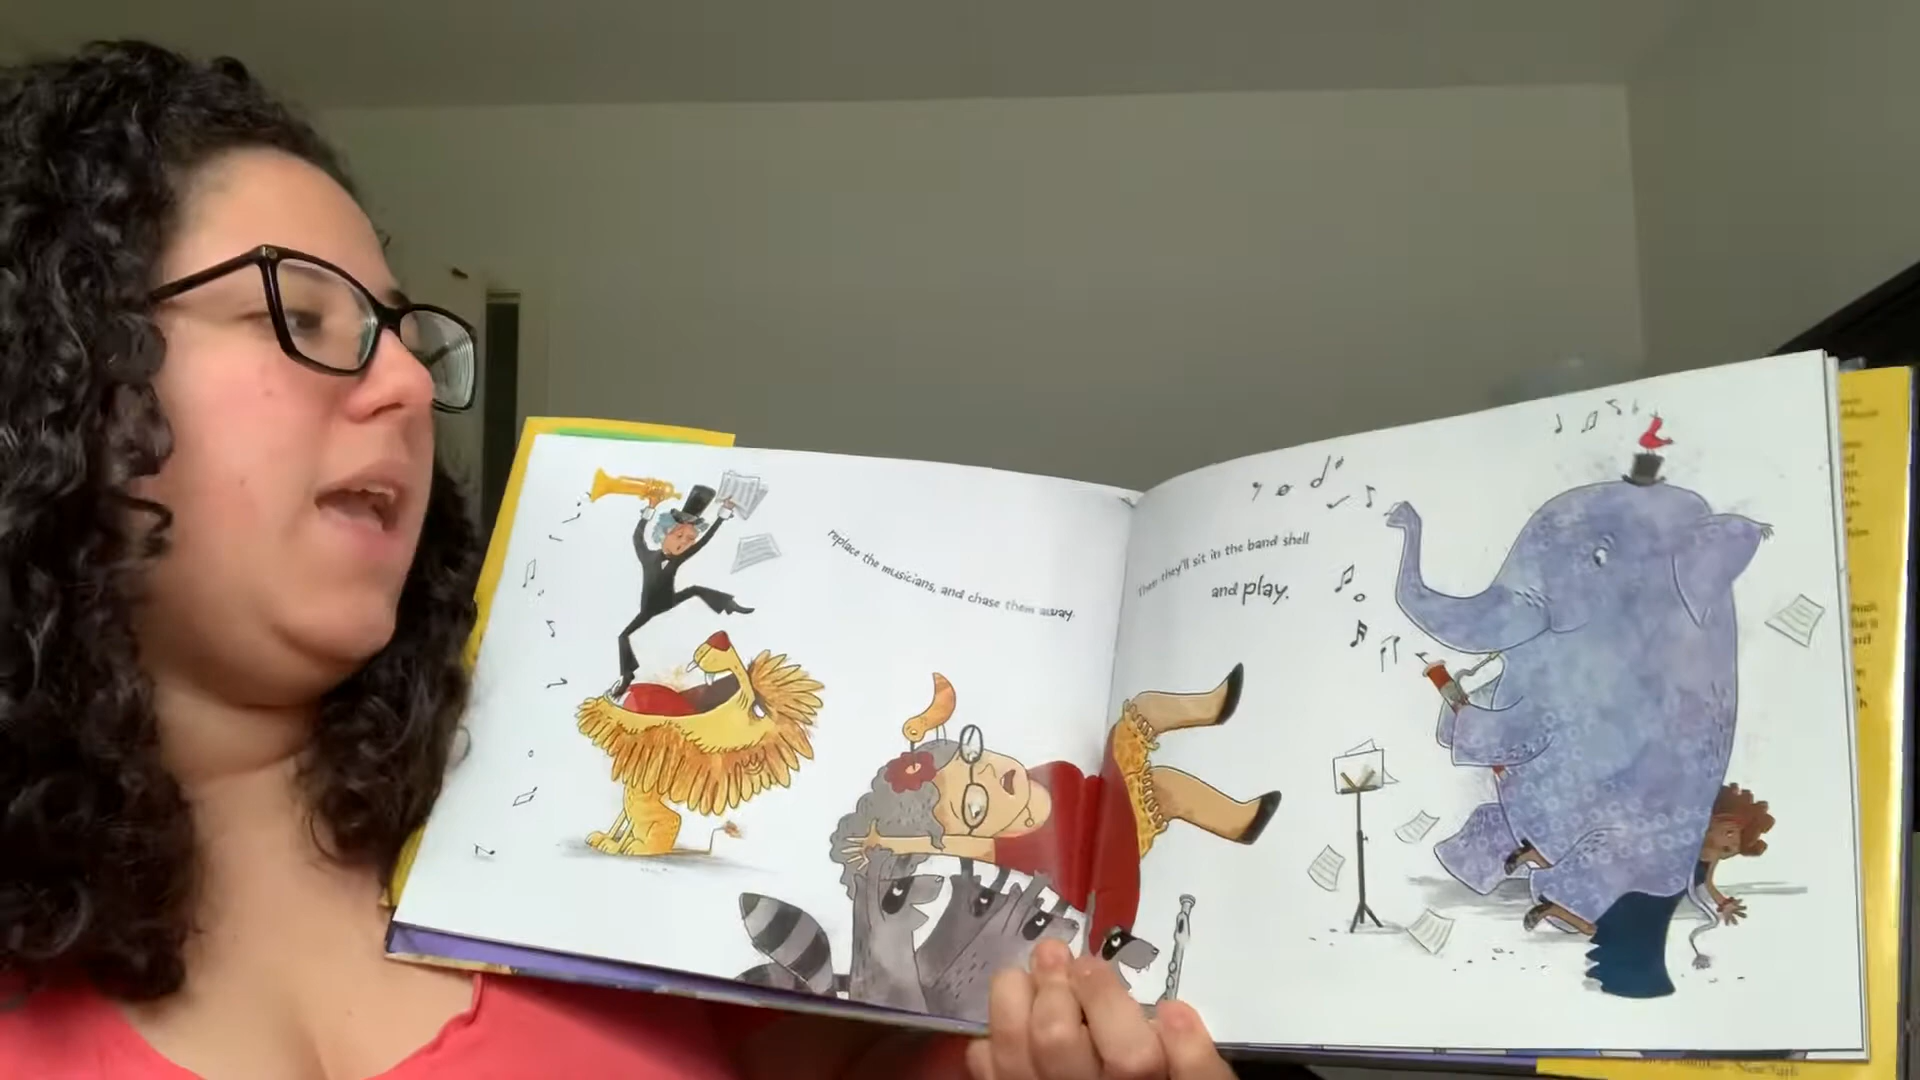 replace the musicians, and chase them away.
Then they'll sit in the band shell
and play.